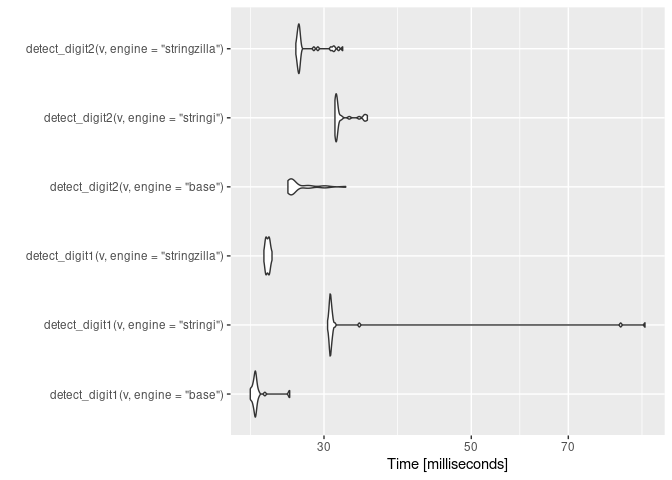 detect_digit2(v, engine = "stringzilla")
detect_digit2(v, engine = "stringi")
detect_digit2(v, engine = "base")
detect_digit1(v, engine = "stringzilla")
detect_digit1(v, engine = "stringi")
detect_digit1(v, engine = "base")
30 50 70
Time [milliseconds]